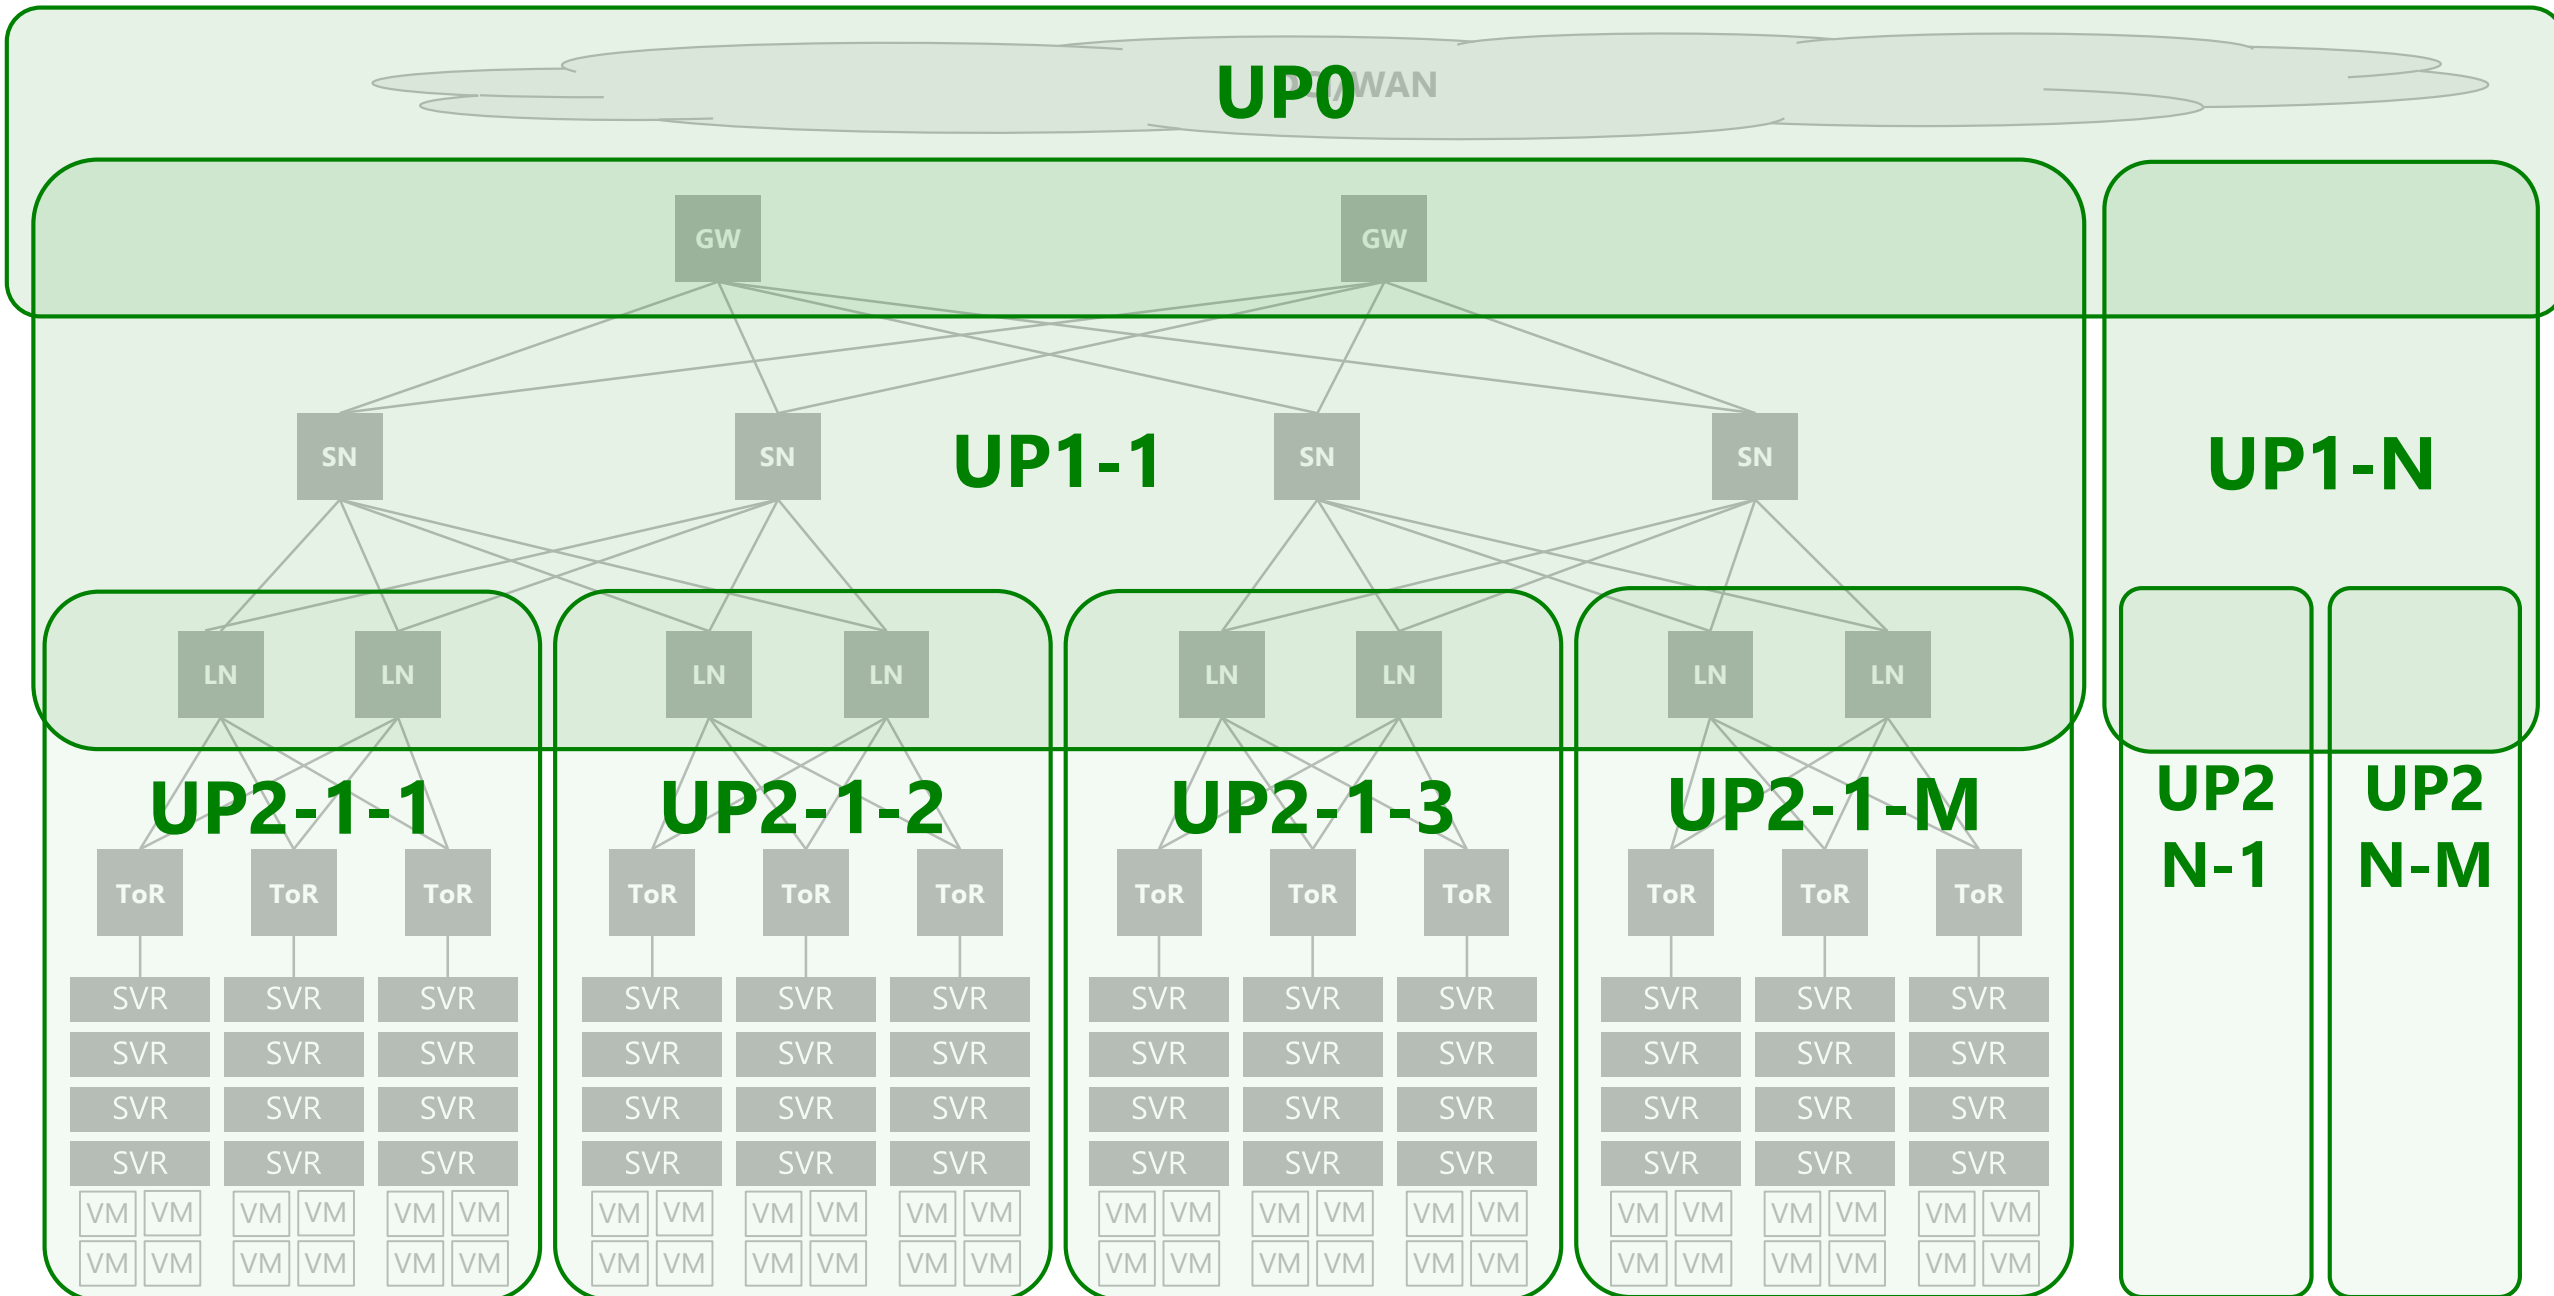 UP0 /WAN
GW GW
SN SN UP1-1 SN SN UP1-N
LN LN LN LN LN LN LN LN
UP2-1-1 UP2-1-2 UP2-1-3 UP2-1-M UP2 UP2
N-1 N-M
ToR ToR ToR ToR ToR ToR ToR ToR ToR ToR ToR ToR
SVR SVR SVR SVR SVR SVR SVR SVR SVR SVR SVR SVR
SVR SVR SVR SVR SVR SVR SVR SVR SVR SVR SVR SVR
SVR SVR SVR SVR SVR SVR SVR SVR SVR SVR SVR SVR
SVR SVR SVR SVR SVR SVR SVR SVR SVR SVR SVR SVR
VM VM VM VM VM VM VM VM VM VM VM VM VM VM VM VM VM VM VM VM VM VM VM VM
VM VM VM VM VM VM VM VM VM VM VM VM VM VM VM VM VM VM VM VM VM VM VM VM